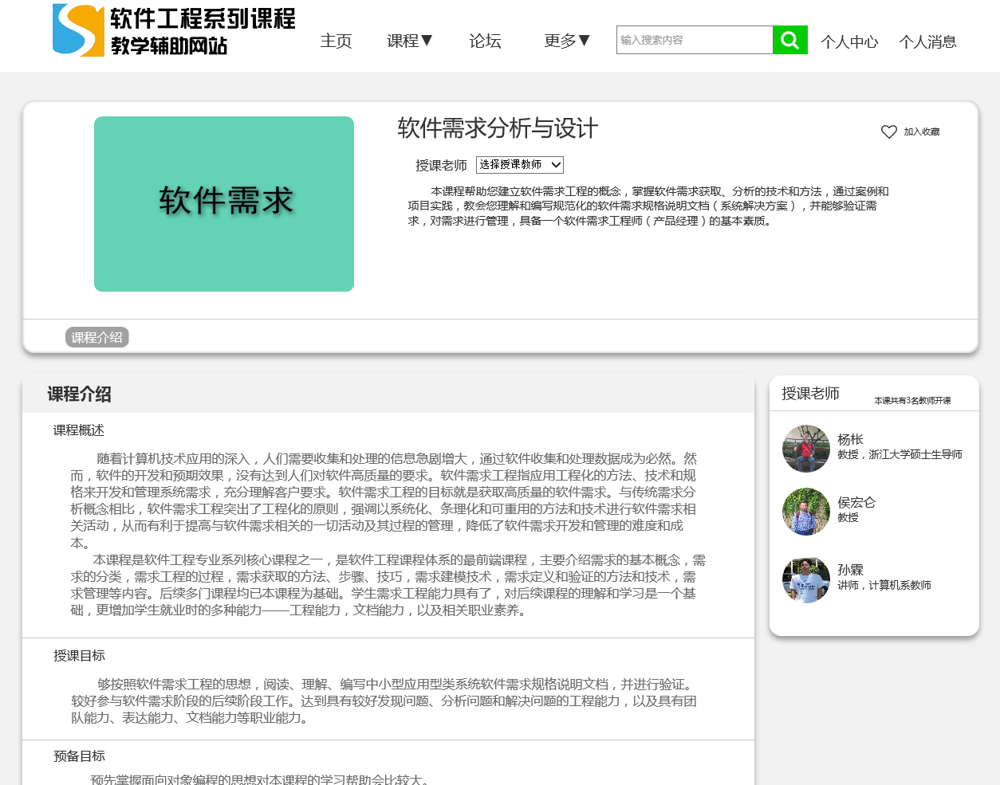 软件工程系列课程
教学辅助网站
主页 课程▼ 论坛 更多▼ 输入搜索内容 个人中心 个人消息
软件需求
软件需求分析与设计
加入收藏
授课老师 选择授课教师
本课程帮助您建立软件需求工程的概念，掌握软件需求获取、分析的技术和方法，通过案例和
项目实践，教会您理解和编写规范化的软件需求规格说明文档（系统解决方案），并能够验证需
求，对需求进行管理，具备一个软件需求工程师（产品经理）的基本素质。
课程介绍
课程介绍
课程概述
随着计算机技术应用的深入，人们需要收集和处理的信息急剧增大，通过软件收集和处理数据成为必然。然
而，软件的开发和预期效果，没有达到人们对软件高质量的要求。软件需求工程指应用工程化的方法、技术和规
格来开发和管理系统需求，充分理解客户要求。软件需求工程的目标就是获取高质量的软件需求。与传统需求分
析概念相比，软件需求工程突出了工程化的原则，强调以系统化、条理化和可重用的方法和技术进行软件需求相
关活动，从而有利于提高与软件需求相关的一切活动及其过程的管理，降低了软件需求开发和管理的难度和成
本。
本课程是软件工程专业系列核心课程之一，是软件工程课程体系的最前端课程，主要介绍需求的基本概念，需
求的分类，需求工程的过程，需求获取的方法、步骤、技巧，需求建模技术，需求定义和验证的方法和技术，需
求管理等内容。后续多门课程均已本课程为基础。学生需求工程能力具有了，对后续课程的理解和学习是一个基
础，更增加学生就业时的多种能力——工程能力，文档能力，以及相关职业素养。
授课目标
够按照软件需求工程的思想，阅读、理解、编写中小型应用型类系统软件需求规格说明文档，并进行验证。
较好参与软件需求阶段的后续阶段工作。达到具有较好发现问题、分析问题和解决问题的工程能力，以及具有团
队能力、表达能力、文档能力等职业能力。
预备目标
预先掌握面向对象编程的思想对本课程的学习帮助会比较大。
授课老师 本课共有3名教师开课
杨枨
教授，浙江大学硕士生导师
侯宏仑
教授
孙霖
讲师，计算机系教师